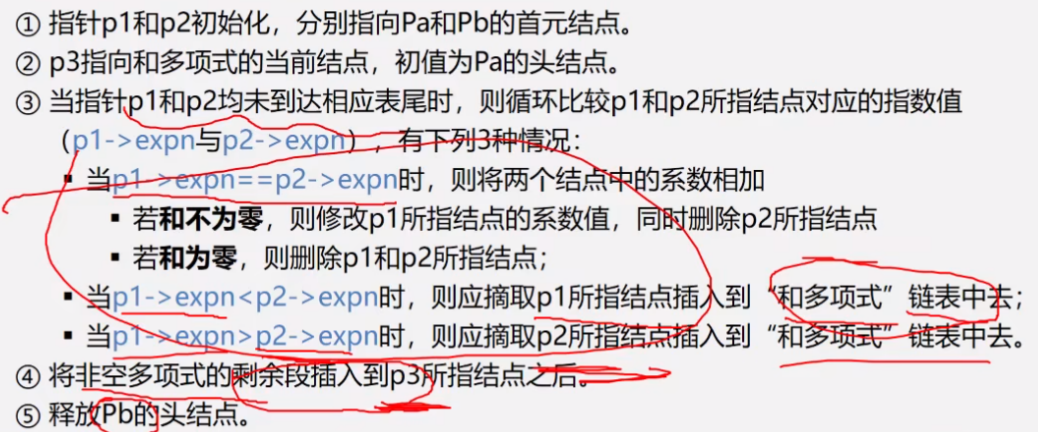 ① 指针p1和p2初始化，分别指向Pa和Pb的首元结点。
② p3指向和多项式的当前结点，初值为Pa的头结点。
③ 当指针p1和p2均未到达相应表尾时，则循环比较p1和p2所指结点对应的指数值
（p1->expn与p2->expn），有下列3种情况：
▪ 当p1->expn==p2->expn时，则将两个结点中的系数相加
▪ 若和不为零，则修改p1所指结点的系数值，同时删除p2所指结点
▪ 若和为零，则删除p1和p2所指结点；
▪ 当p1->expn<p2->expn时，则应摘取p1所指结点插入到“和多项式”链表中去；
▪ 当p1->expn>p2->expn时，则应摘取p2所指结点插入到“和多项式”链表中去。
④ 将非空多项式的剩余段插入到p3所指结点之后。
⑤ 释放Pb的头结点。